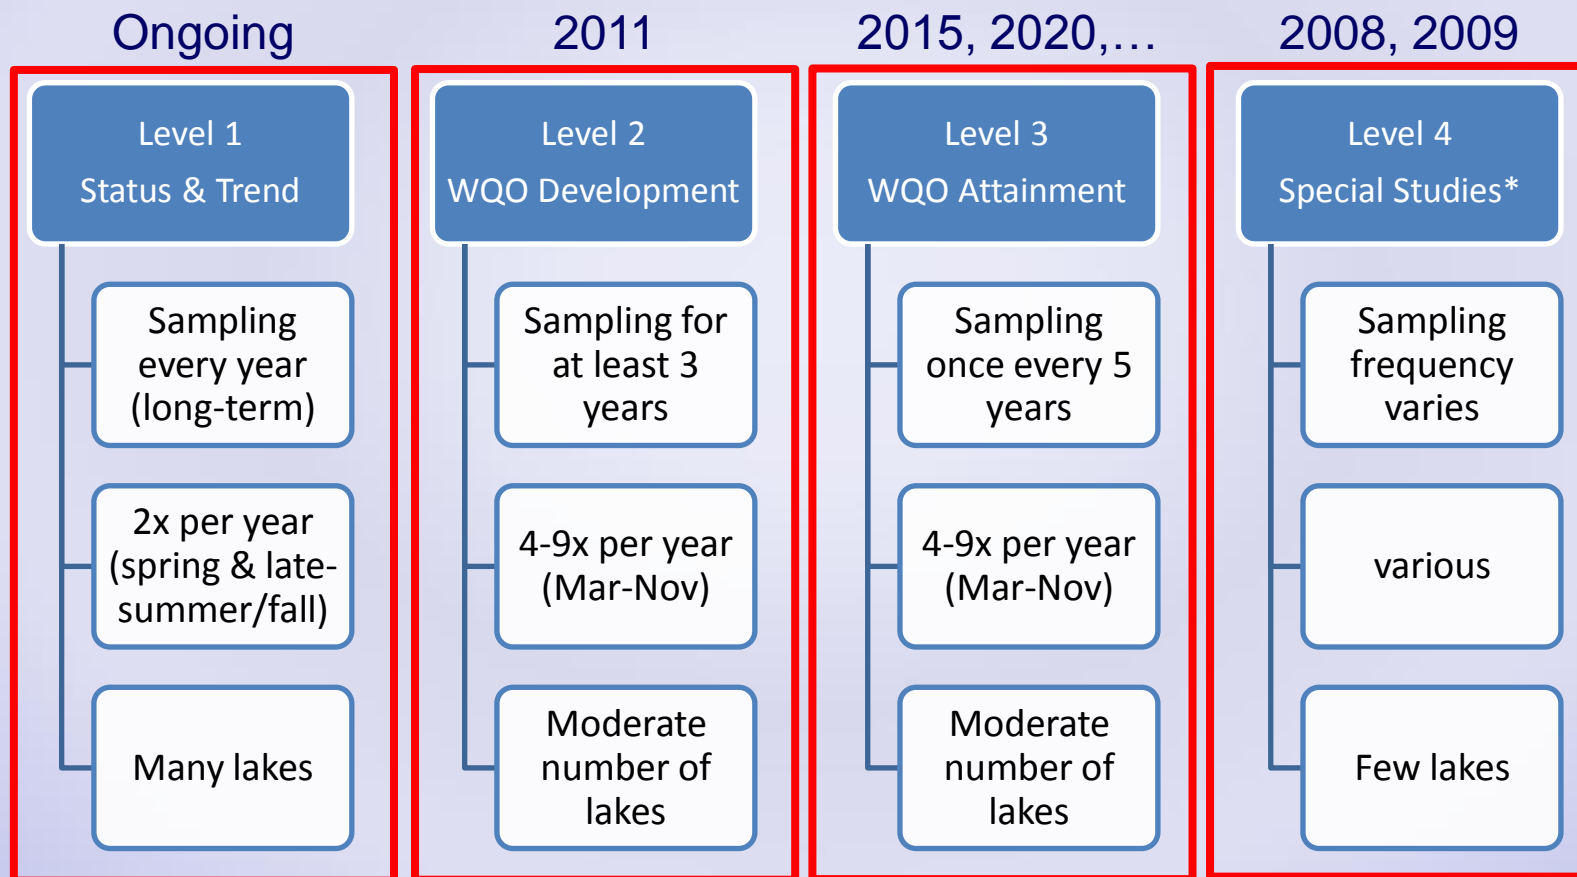 Ongoing
2011
2015, 2020,...
2008, 2009
Level 1
Status & Trend
Sampling
every year
(long-term)
2x per year
(spring & late-
summer/fall)
Many lakes
Level 2
WQO Development
Sampling for
at least 3
years
4-9x per year
(Mar-Nov)
Moderate
number of
lakes
Level 3
WQO Attainment
Sampling
once every 5
years
4-9x per year
(Mar-Nov)
Moderate
number of
lakes
Level 4
Special Studies*
Sampling
frequency
varies
various
Few lakes